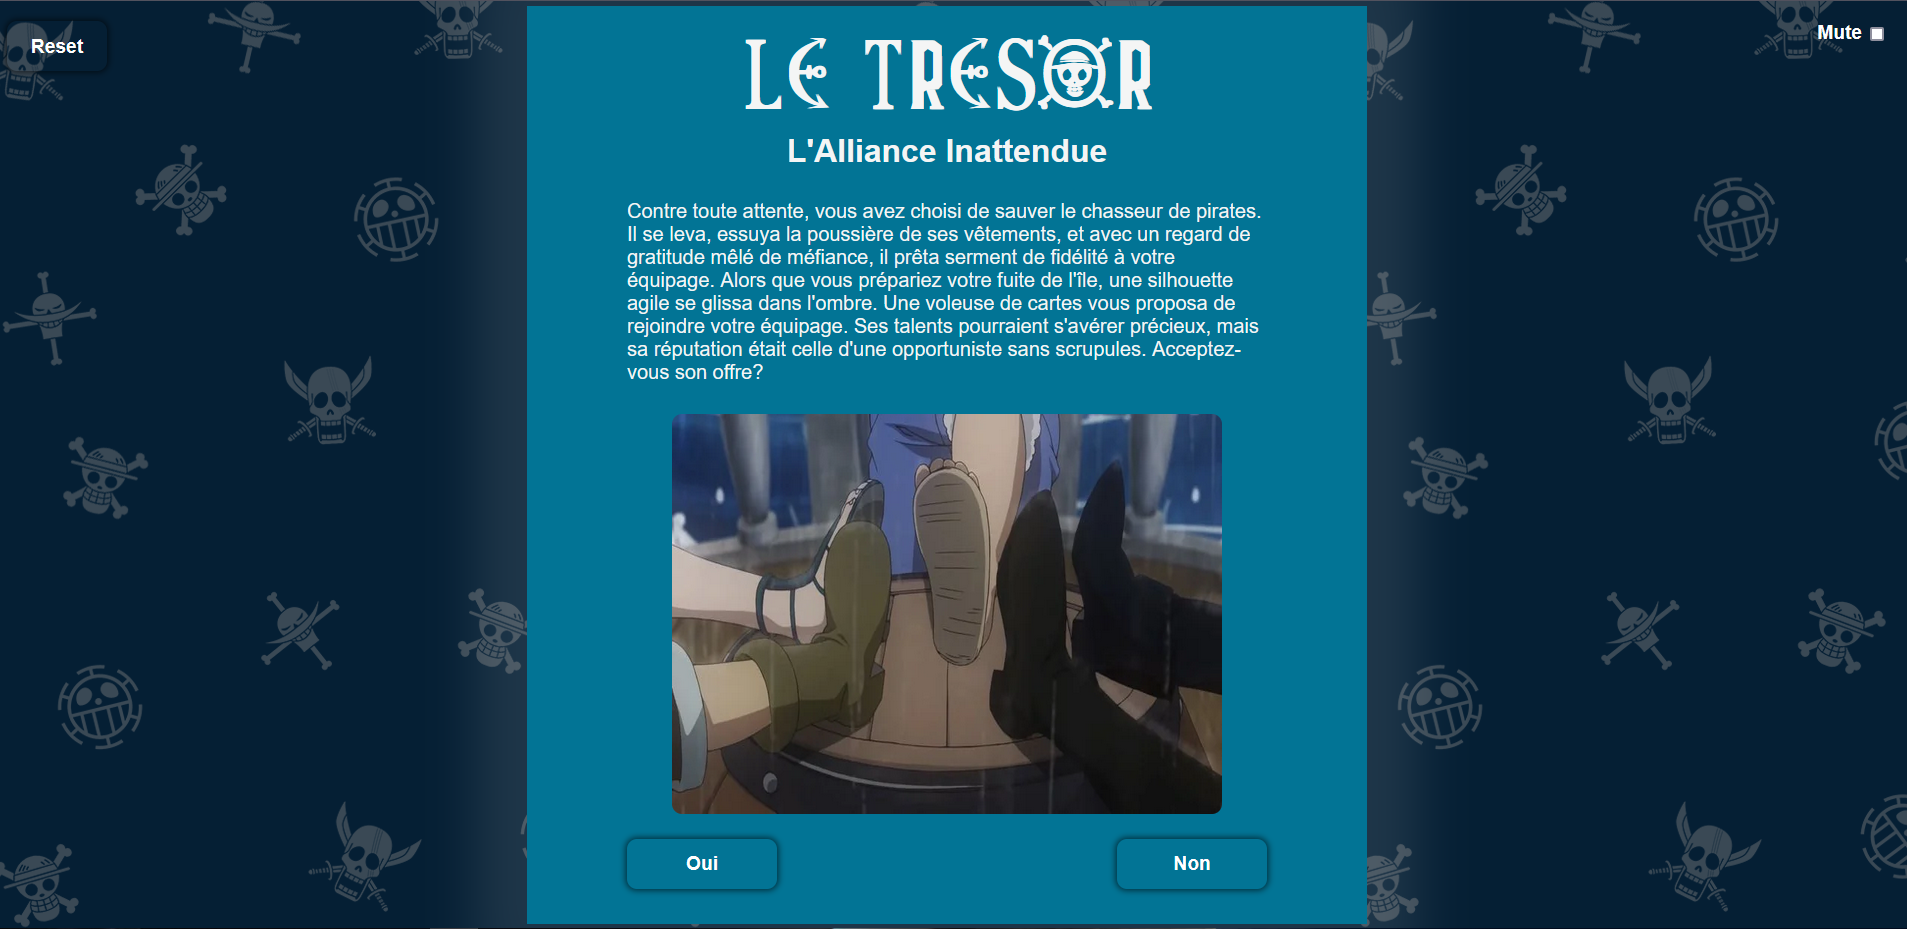 Reset
Mute
LE TRESOR
L'Alliance Inattendue
Contre toute attente, vous avez choisi de sauver le chasseur de pirates.
Il se leva, essuya la poussière de ses vêtements, et avec un regard de
gratitude mêlé de méfiance, il prêta serment de fidélité à votre
équipage. Alors que vous prépariez votre fuite de l'île, une silhouette
agile se glissa dans l'ombre. Une voleuse de cartes vous proposa de
rejoindre votre équipage. Ses talents pourraient s'avérer précieux, mais
sa réputation était celle d'une opportuniste sans scrupules. Acceptez-
vous son offre?
Oui
Non